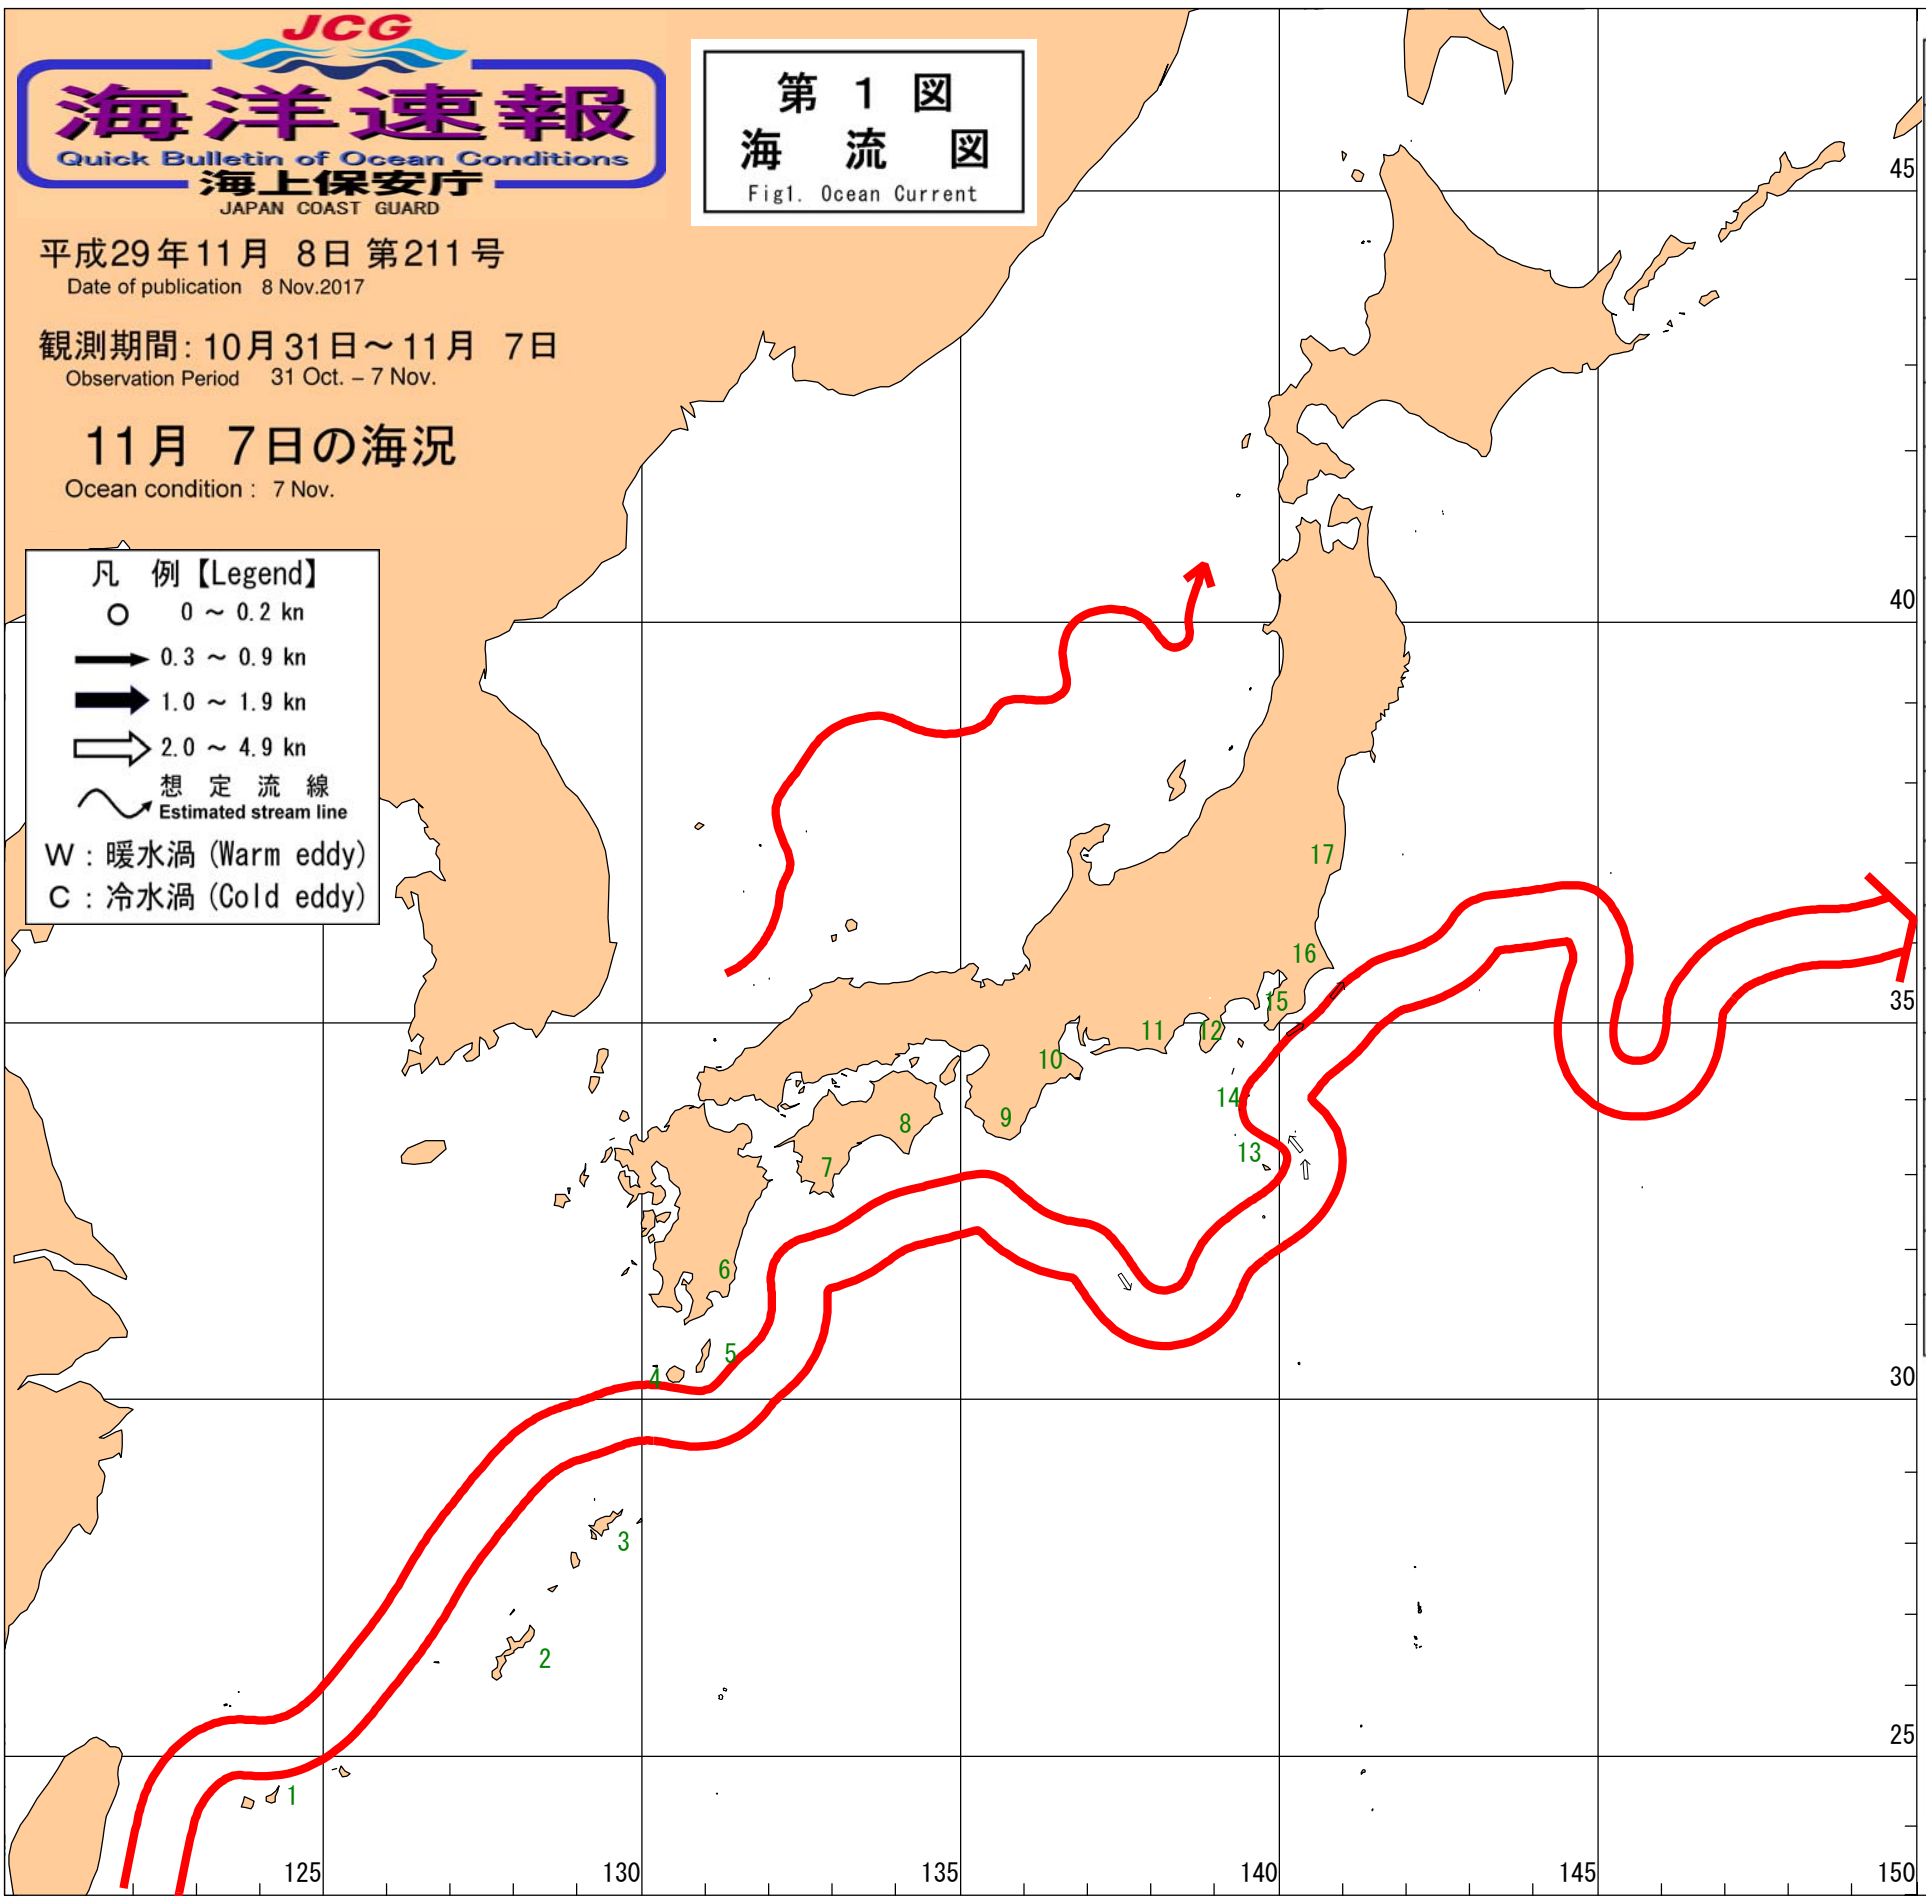 JCG
海洋速報
Quick Bulletin of Ocean Conditions
海上保安庁
JAPAN COAST GUARD
第 1 図
海 流 図
Fig1. Ocean Current
平成29年11月 8日 第211号
Date of publication 8 Nov.2017
観測期間: 10月31日～11月 7日
Observation Period 31 Oct. – 7 Nov.
11月 7日の海況
Ocean condition : 7 Nov.
凡 例【Legend】
0 ～ 0.2 kn
0.3 ～ 0.9 kn
1.0 ～ 1.9 kn
2.0 ～ 4.9 kn
想 定 流 線
Estimated stream line
W : 暖水渦 (Warm eddy)
C : 冷水渦 (Cold eddy)
45
40
17
16
35
15
12
11
10
14
9
8
13
7
6
5
4
30
3
2
25
1
125
130
135
140
145
150